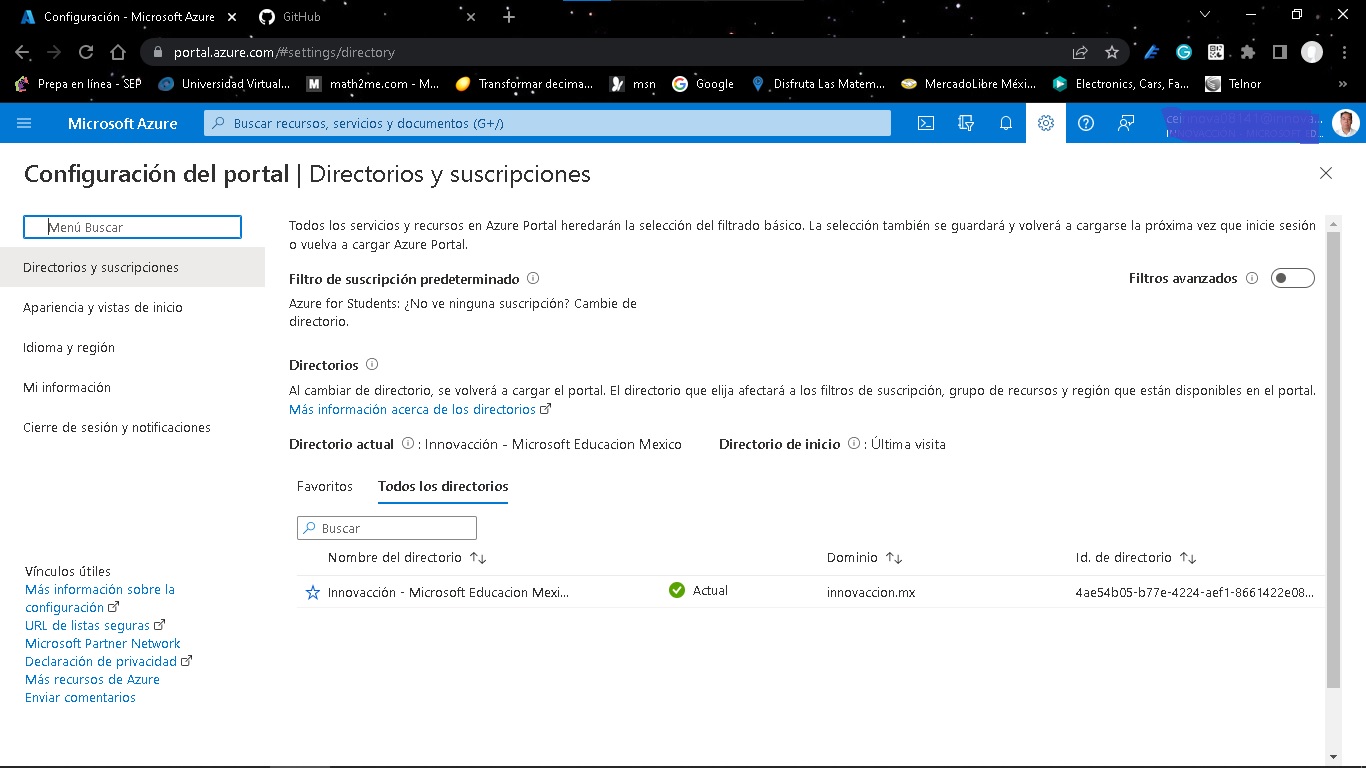 Configuración - Microsoft Azure
GitHub
portal.azure.com/#settings/directory
Prepa en línea - SEP
Universidad Virtual...
math2me.com - M...
Transformar decima...
msn
Google
Disfruta Las Matem...
MercadoLibre Méxi...
Electronics, Cars, Fa...
Telnor
Microsoft Azure
Buscar recursos, servicios y documentos (G+/)
Configuración del portal | Directorios y suscripciones
Menú Buscar
Directorios y suscripciones
Apariencia y vistas de inicio
Idioma y región
Mi información
Cierre de sesión y notificaciones
Vínculos útiles
Más información sobre la
configuración
URL de listas seguras
Microsoft Partner Network
Declaración de privacidad
Más recursos de Azure
Enviar comentarios
Todos los servicios y recursos en Azure Portal heredarán la selección del filtrado básico. La selección también se guardará y volverá a cargarse la próxima vez que inicie sesión
o vuelva a cargar Azure Portal.
Filtro de suscripción predeterminado
Filtros avanzados
Azure for Students: ¿No ve ninguna suscripción? Cambie de
directorio.
Directorios
Al cambiar de directorio, se volverá a cargar el portal. El directorio que elija afectará a los filtros de suscripción, grupo de recursos y región que están disponibles en el portal.
Más información acerca de los directorios
Directorio actual : Innovacción - Microsoft Educacion Mexico
Directorio de inicio : Última visita
Favoritos
Todos los directorios
Buscar
Nombre del directorio
Dominio
Id. de directorio
Innovacción - Microsoft Educacion Mexi...
Actual
innovaccion.mx
4ae54b05-b77e-4224-aef1-8661422e08...